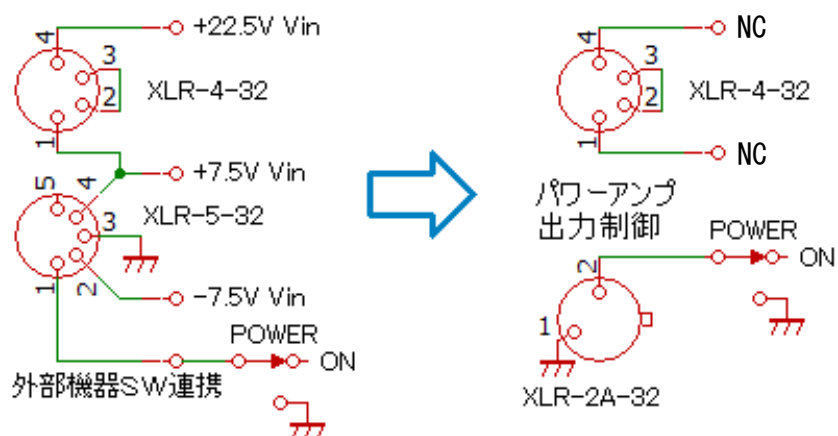 +22.5V Vin
4
3
2
XLR-4-32
1
+7.5V Vin
5
4
XLR-5-32
3
1
2
-7.5V Vin
POWER
ON
外部機器SW連携
NC
4
3
2
XLR-4-32
1
NC
パワーアンプ
出力制御
POWER
2
ON
1
XLR-2A-32